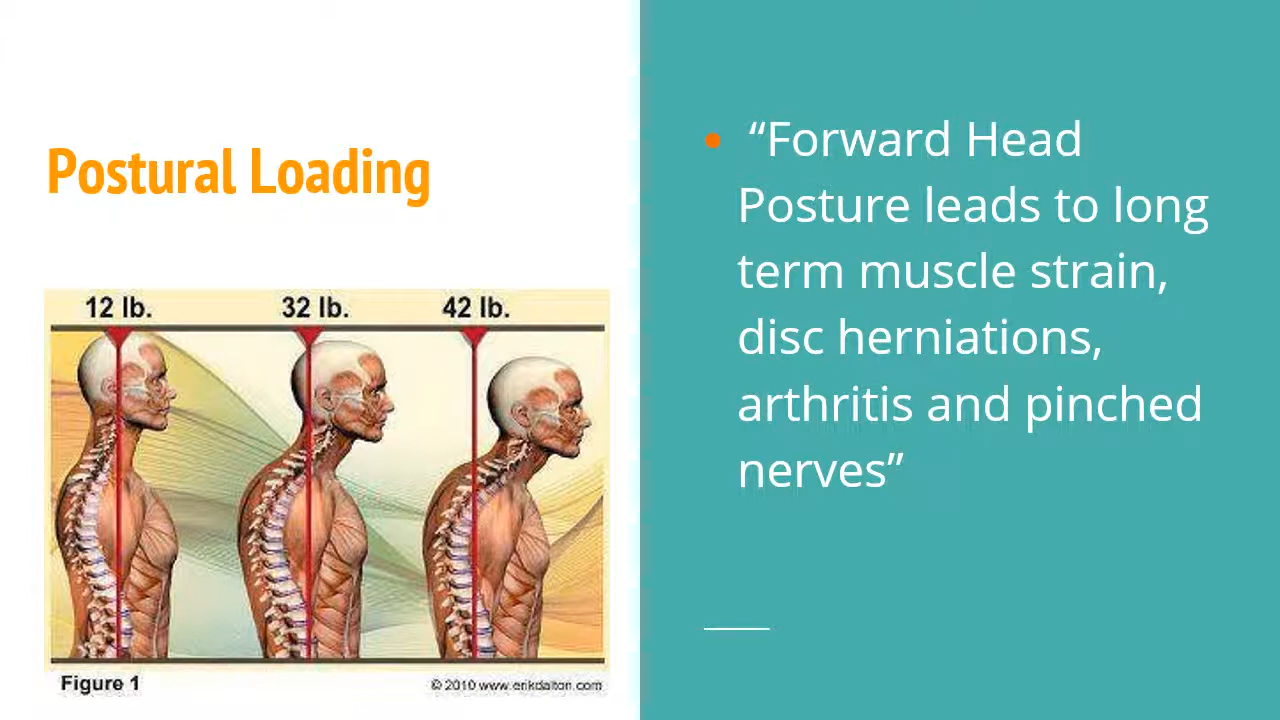 Postural Loading
12 lb. 32 lb. 42 lb.
Figure 1 © 2010 www.erikdalton.com
• “Forward Head
Posture leads to long
term muscle strain,
disc herniations,
arthritis and pinched
nerves”